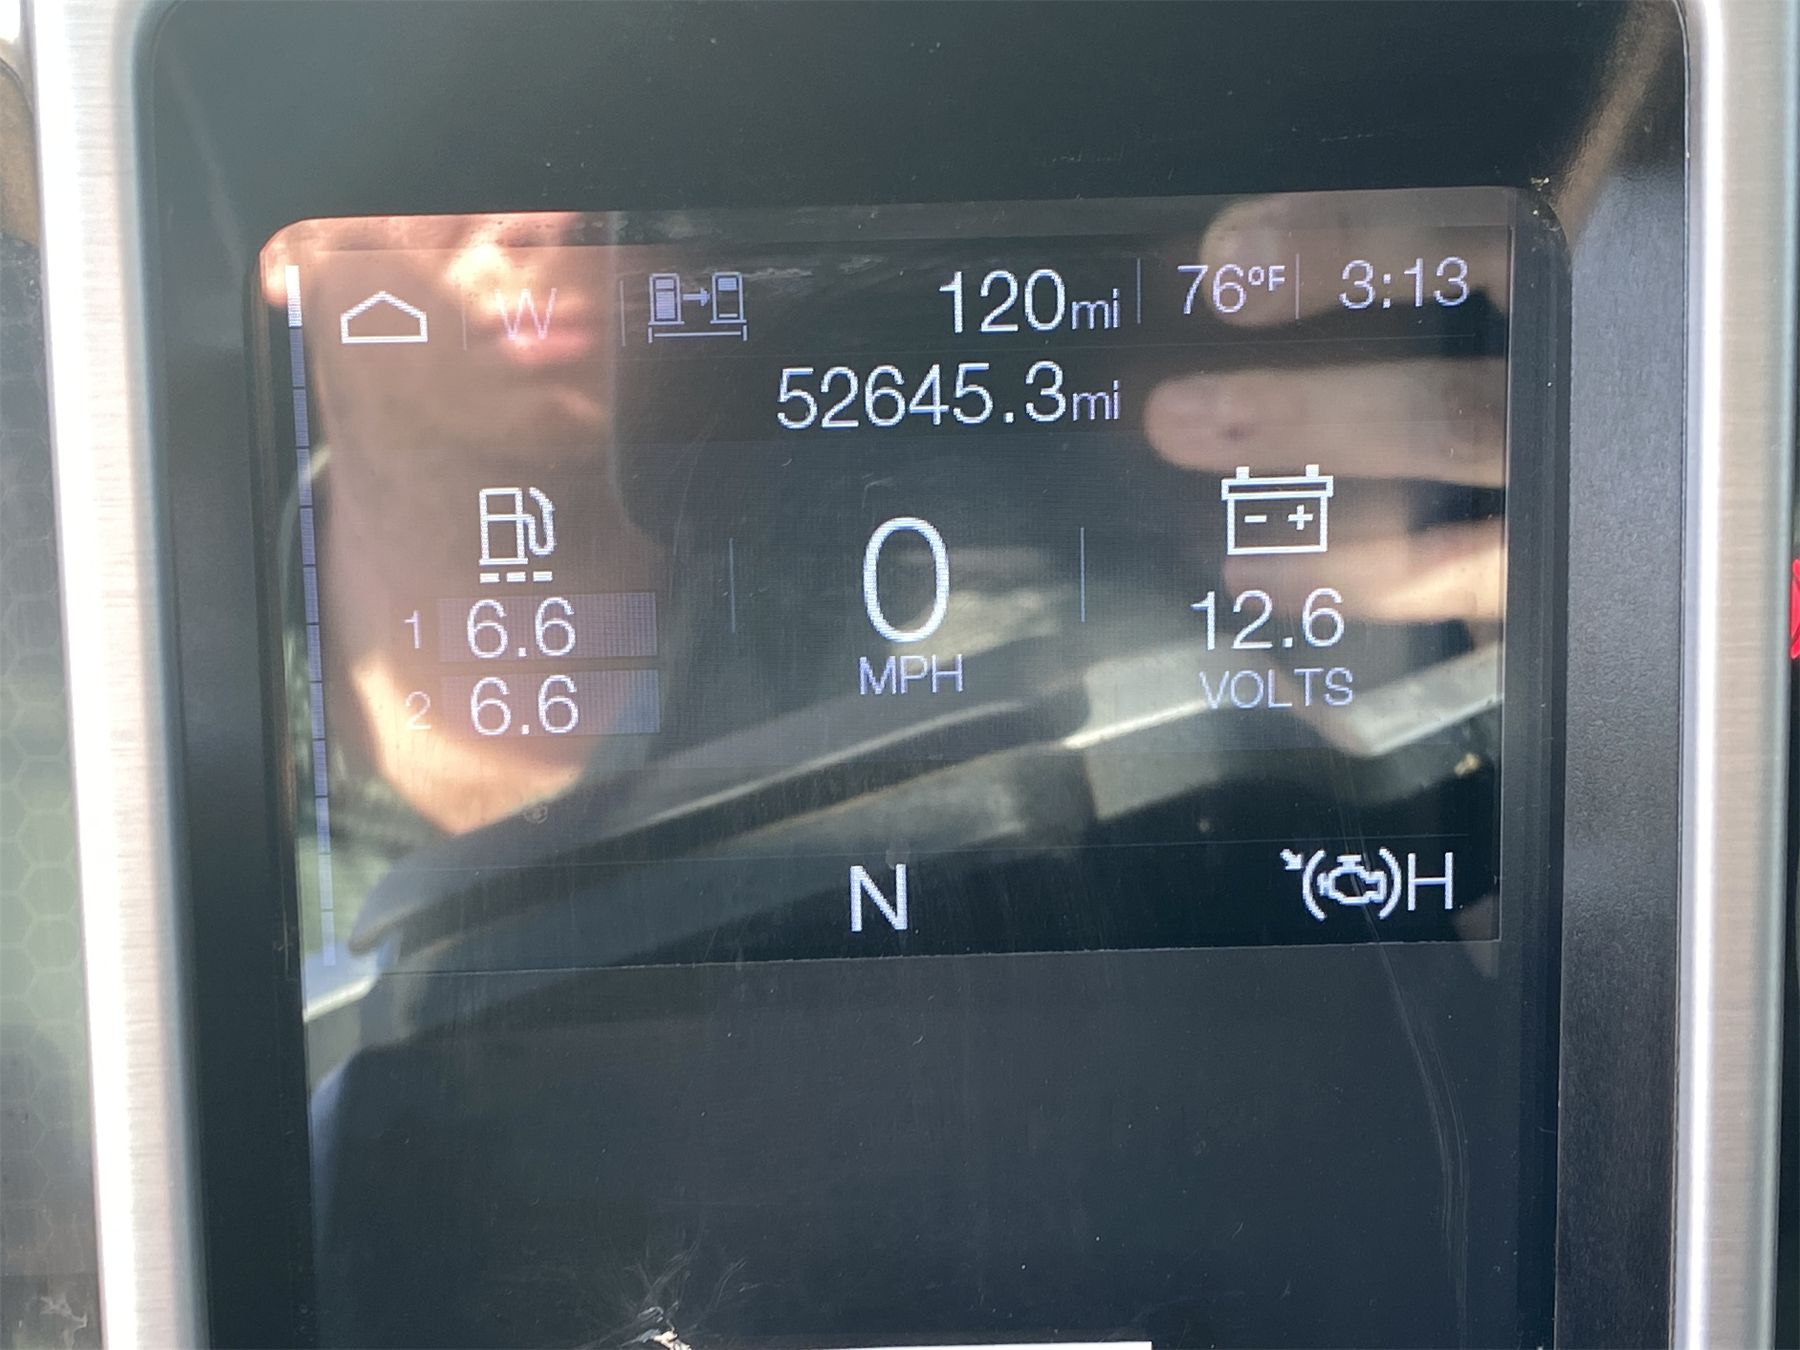 W 120mi 76°F 3:13
52645.3mi
1 6.6
2 6.6
0
MPH
- +
12.6
VOLTS
N H